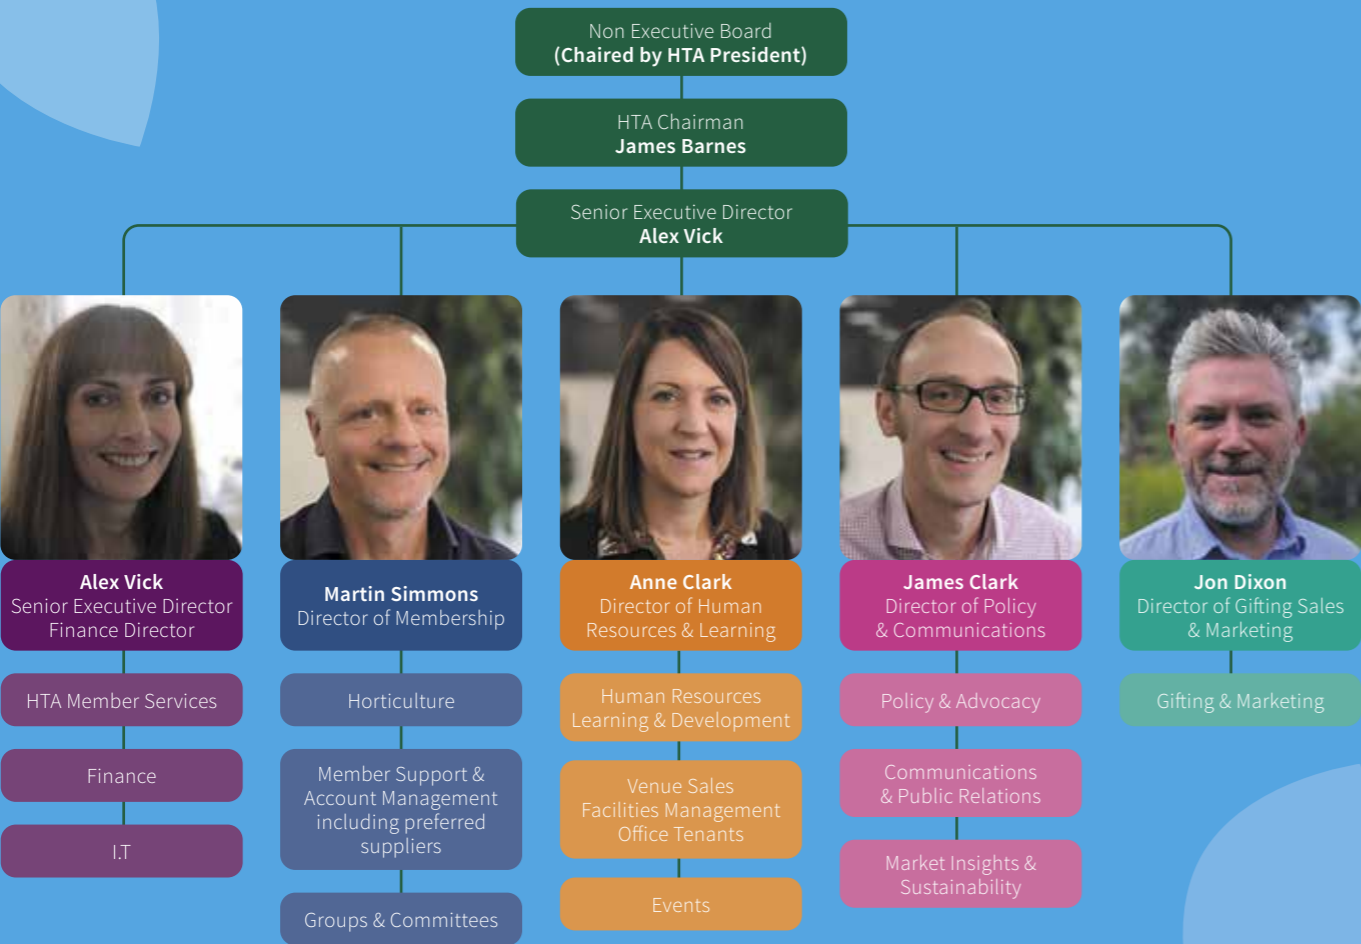 Non Executive Board
(Chaired by HTA President)
HTA Chairman
James Barnes
Senior Executive Director
Alex Vick
Alex Vick
Senior Executive Director
Finance Director
HTA Member Services
Finance
I.T
Martin Simmons
Director of Membership
Horticulture
Member Support &
Account Management
including preferred
suppliers
Groups & Committees
Anne Clark
Director of Human
Resources & Learning
Human Resources
Learning & Development
Venue Sales
Facilities Management
Office Tenants
Events
James Clark
Director of Policy
& Communications
Policy & Advocacy
Communications
& Public Relations
Market Insights &
Sustainability
Jon Dixon
Director of Gifting Sales
& Marketing
Gifting & Marketing